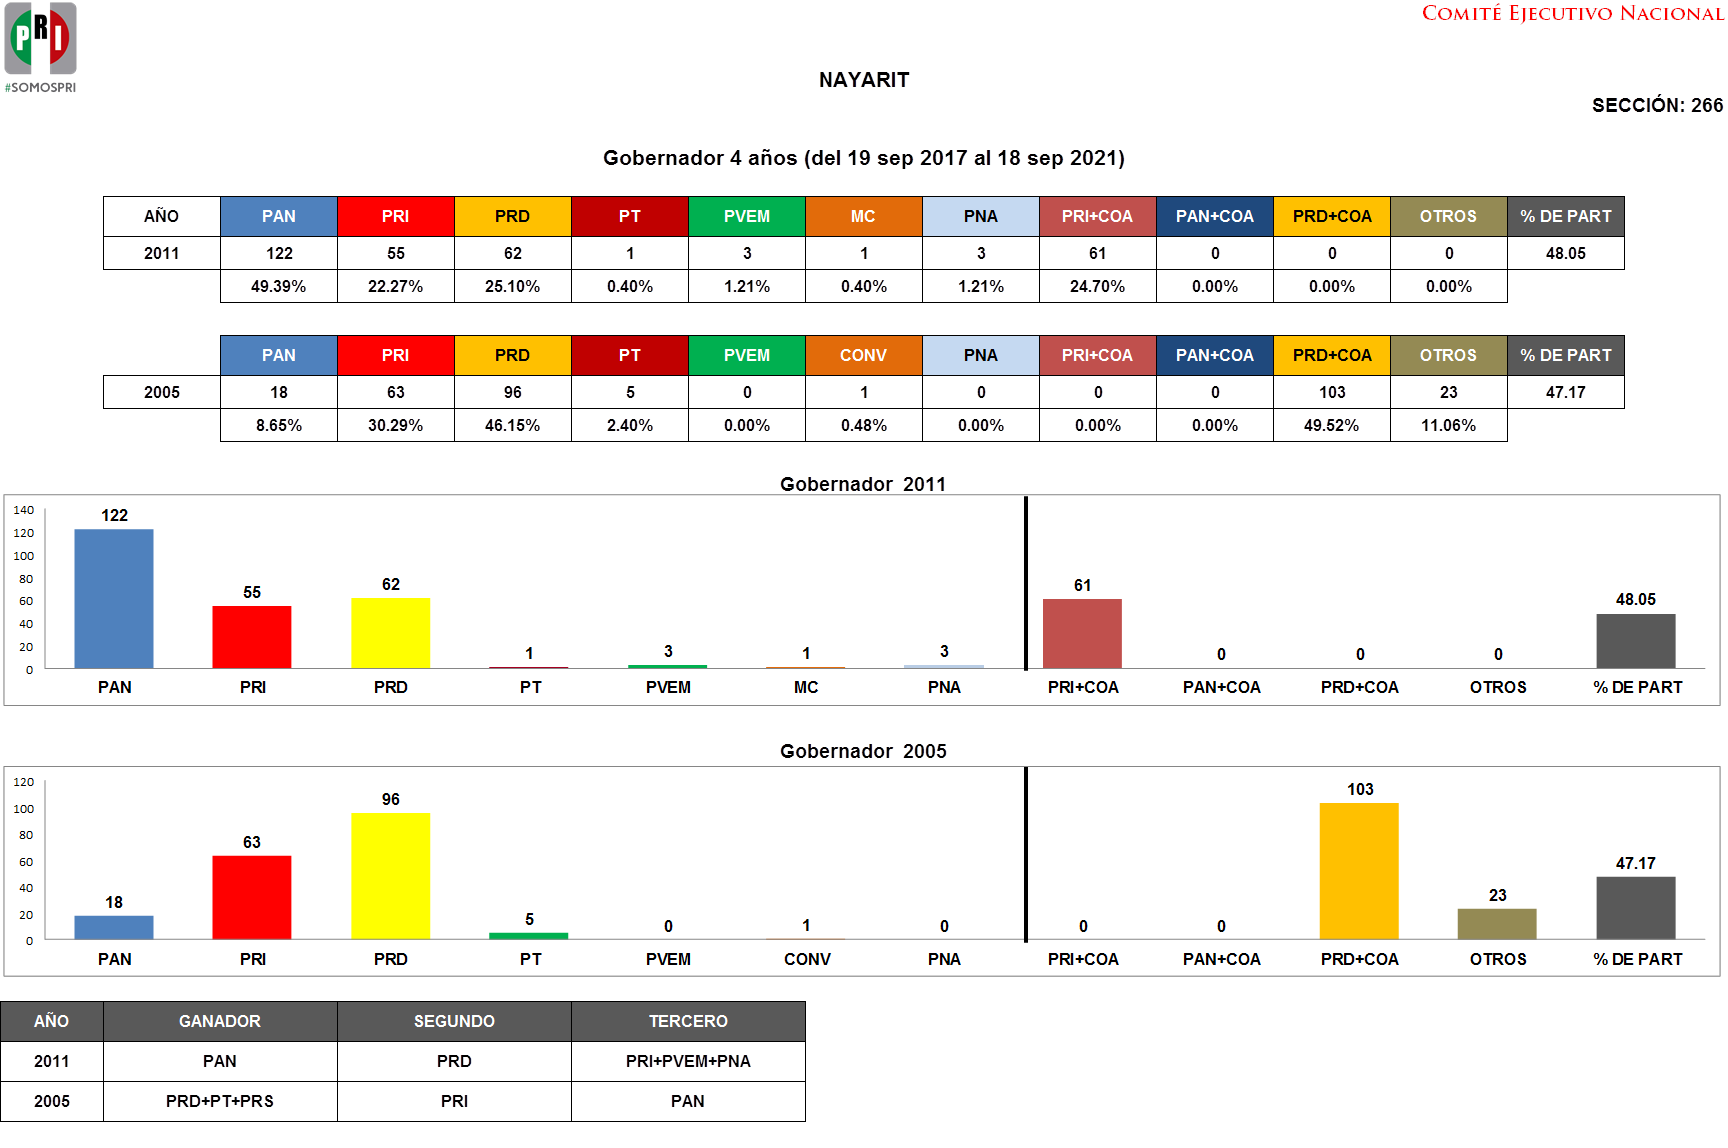 PRI
#SOMOSPRI
COMITÉ EJECUTIVO NACIONAL
NAYARIT
SECCIÓN: 266
Gobernador 4 años (del 19 sep 2017 al 18 sep 2021)
AÑO PAN PRI PRD PT PVEM MC PNA PRI+COA PAN+COA PRD+COA OTROS % DE PART
2011 122 55 62 1 3 1 3 61 0 0 0 48.05
49.39% 22.27% 25.10% 0.40% 1.21% 0.40% 1.21% 24.70% 0.00% 0.00% 0.00%
PAN PRI PRD PT PVEM CONV PNA PRI+COA PAN+COA PRD+COA OTROS % DE PART
2005 18 63 96 5 0 1 0 0 0 103 23 47.17
8.65% 30.29% 46.15% 2.40% 0.00% 0.48% 0.00% 0.00% 0.00% 49.52% 11.06%
Gobernador 2011
140
120
100
80
60
40
20
0
122 55 62 1 3 1 3 61 0 0 0 48.05
PAN PRI PRD PT PVEM MC PNA PRI+COA PAN+COA PRD+COA OTROS % DE PART
Gobernador 2005
120
100
80
60
40
20
0
18 63 96 5 0 1 0 0 0 103 23 47.17
PAN PRI PRD PT PVEM CONV PNA PRI+COA PAN+COA PRD+COA OTROS % DE PART
AÑO GANADOR SEGUNDO TERCERO
2011 PAN PRD PRI+PVEM+PNA
2005 PRD+PT+PRS PRI PAN